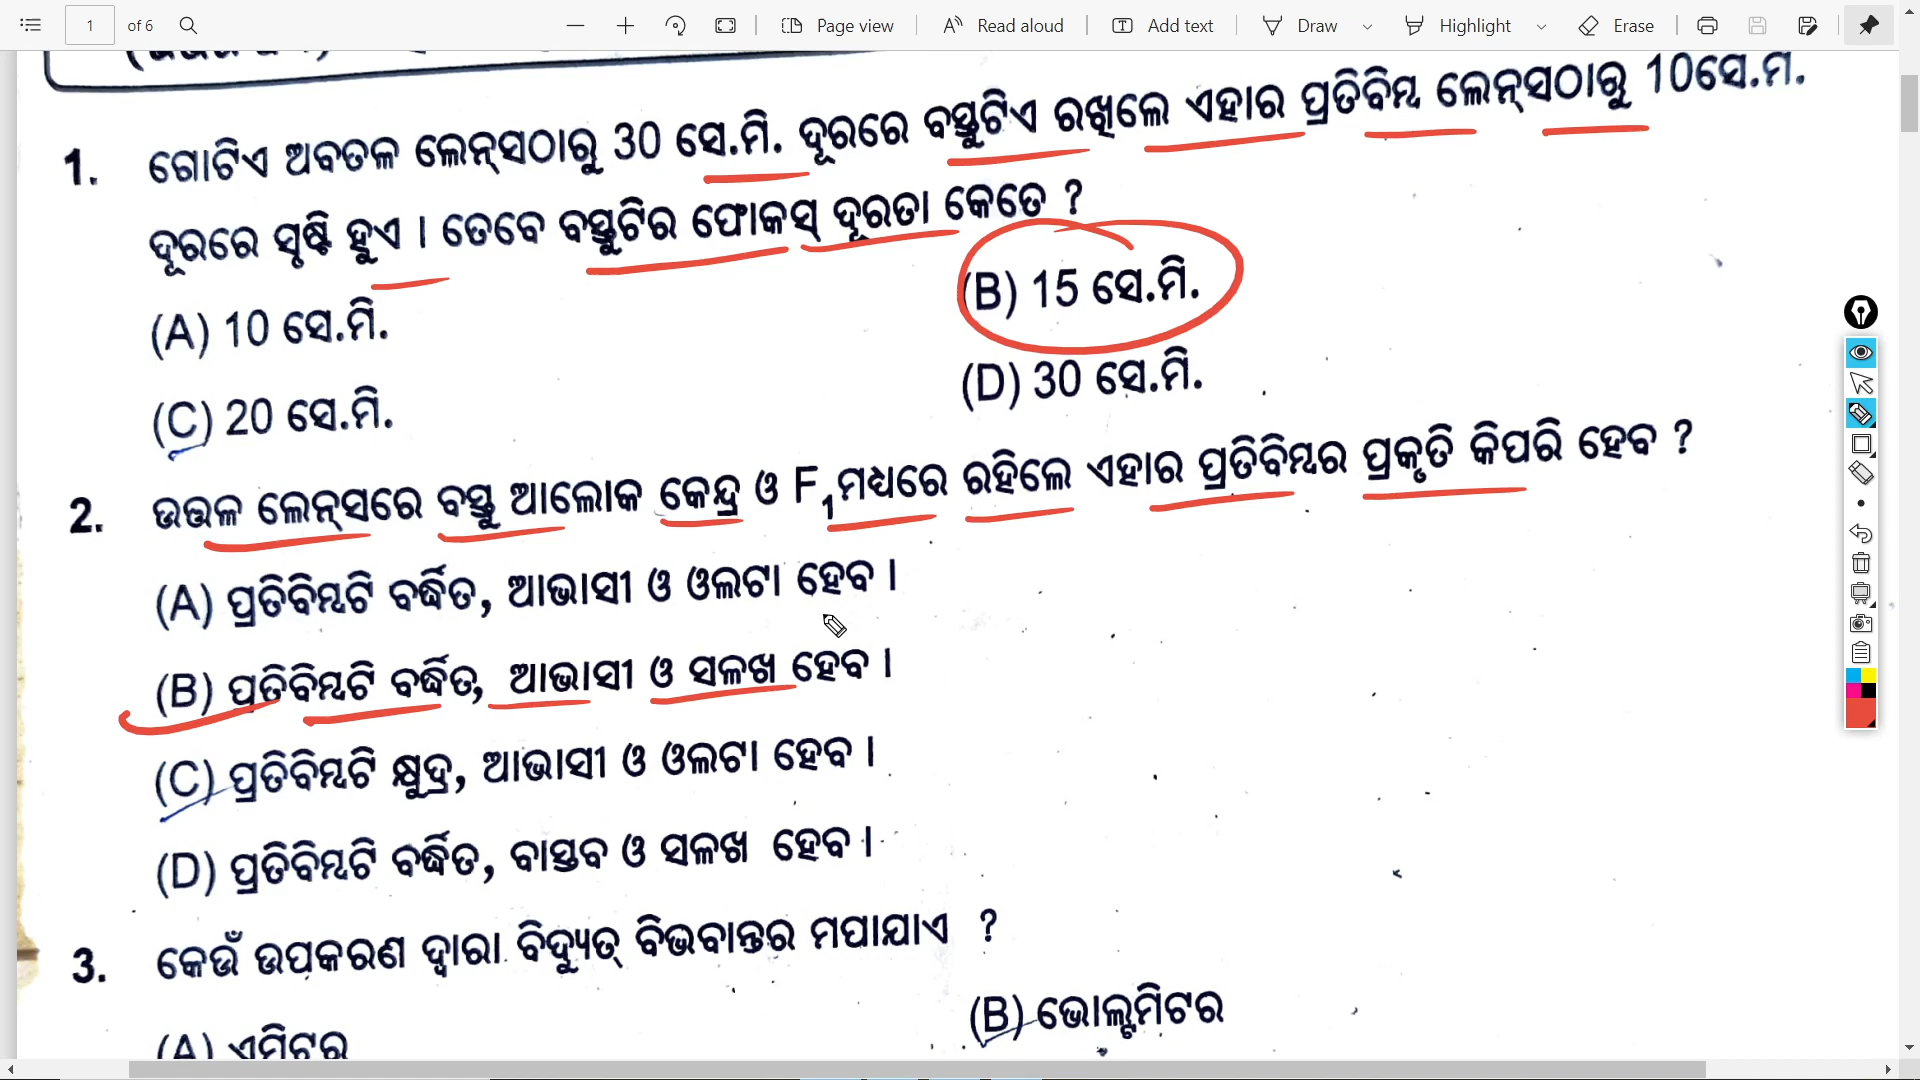 1 of 6 Page view Read aloud Add text Draw Highlight Erase
1. ଗୋଟିଏ ଅବତଳ ଲେନ୍ସଠାରୁ 30 ସେ.ମି. ଦୂରରେ ବସ୍ତୁଟିଏ ରଖିଲେ ଏହାର ପ୍ରତିବିମ୍ବ ଲେନ୍ସଠାରୁ 10ସେ.ମି.
ଦୂରରେ ସୃଷ୍ଟି ହୁଏ । ତେବେ ବସ୍ତୁଟିର ଫୋକସ୍ ଦୂରତା କେତେ ?
(A) 10 ସେ.ମି. (B) 15 ସେ.ମି.
(C) 20 ସେ.ମି. (D) 30 ସେ.ମି.
2. ଉତ୍ତଳ ଲେନ୍ସରେ ବସ୍ତୁ ଆଲୋକ କେନ୍ଦ୍ର ଓ F1 ମଧ୍ୟରେ ରହିଲେ ଏହାର ପ୍ରତିବିମ୍ବର ପ୍ରକୃତି କିପରି ହେବ ?
(A) ପ୍ରତିବିମ୍ବଟି ବର୍ଦ୍ଧିତ, ଆଭାସୀ ଓ ଓଲଟା ହେବ ।
(B) ପ୍ରତିବିମ୍ବଟି ବର୍ଦ୍ଧିତ, ଆଭାସୀ ଓ ସଳଖ ହେବ ।
(C) ପ୍ରତିବିମ୍ବଟି କ୍ଷୁଦ୍ର, ଆଭାସୀ ଓ ଓଲଟା ହେବ ।
(D) ପ୍ରତିବିମ୍ବଟି ବର୍ଦ୍ଧିତ, ବାସ୍ତବ ଓ ସଳଖ ହେବ ।
3. କେଉଁ ଉପକରଣ ଦ୍ୱାରା ବିଦ୍ୟୁତ୍ ବିଭବାନ୍ତର ମପାଯାଏ ?
(A) ଏମିଟର (B) ଭୋଲ୍ଟମିଟର